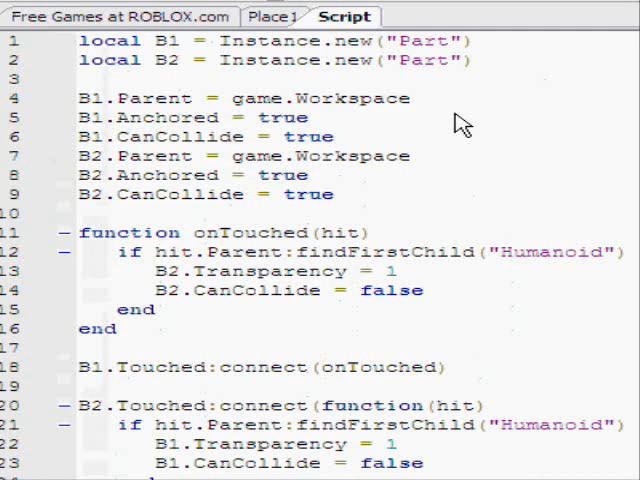 Free Games at ROBLOX.com Place1 Script
1 local B1 = Instance.new("Part")
2 local B2 = Instance.new("Part")
3
4 B1.Parent = game.Workspace
5 B1.Anchored = true
6 B1.CanCollide = true
7 B2.Parent = game.Workspace
8 B2.Anchored = true
9 B2.CanCollide = true
10
11 function onTouched(hit)
12 if hit.Parent:findFirstChild("Humanoid")
13 B2.Transparency = 1
14 B2.CanCollide = false
15 end
16 end
17
18 B1.Touched:connect(onTouched)
19
20 B2.Touched:connect(function(hit)
21 if hit.Parent:findFirstChild("Humanoid")
22 B1.Transparency = 1
23 B1.CanCollide = false